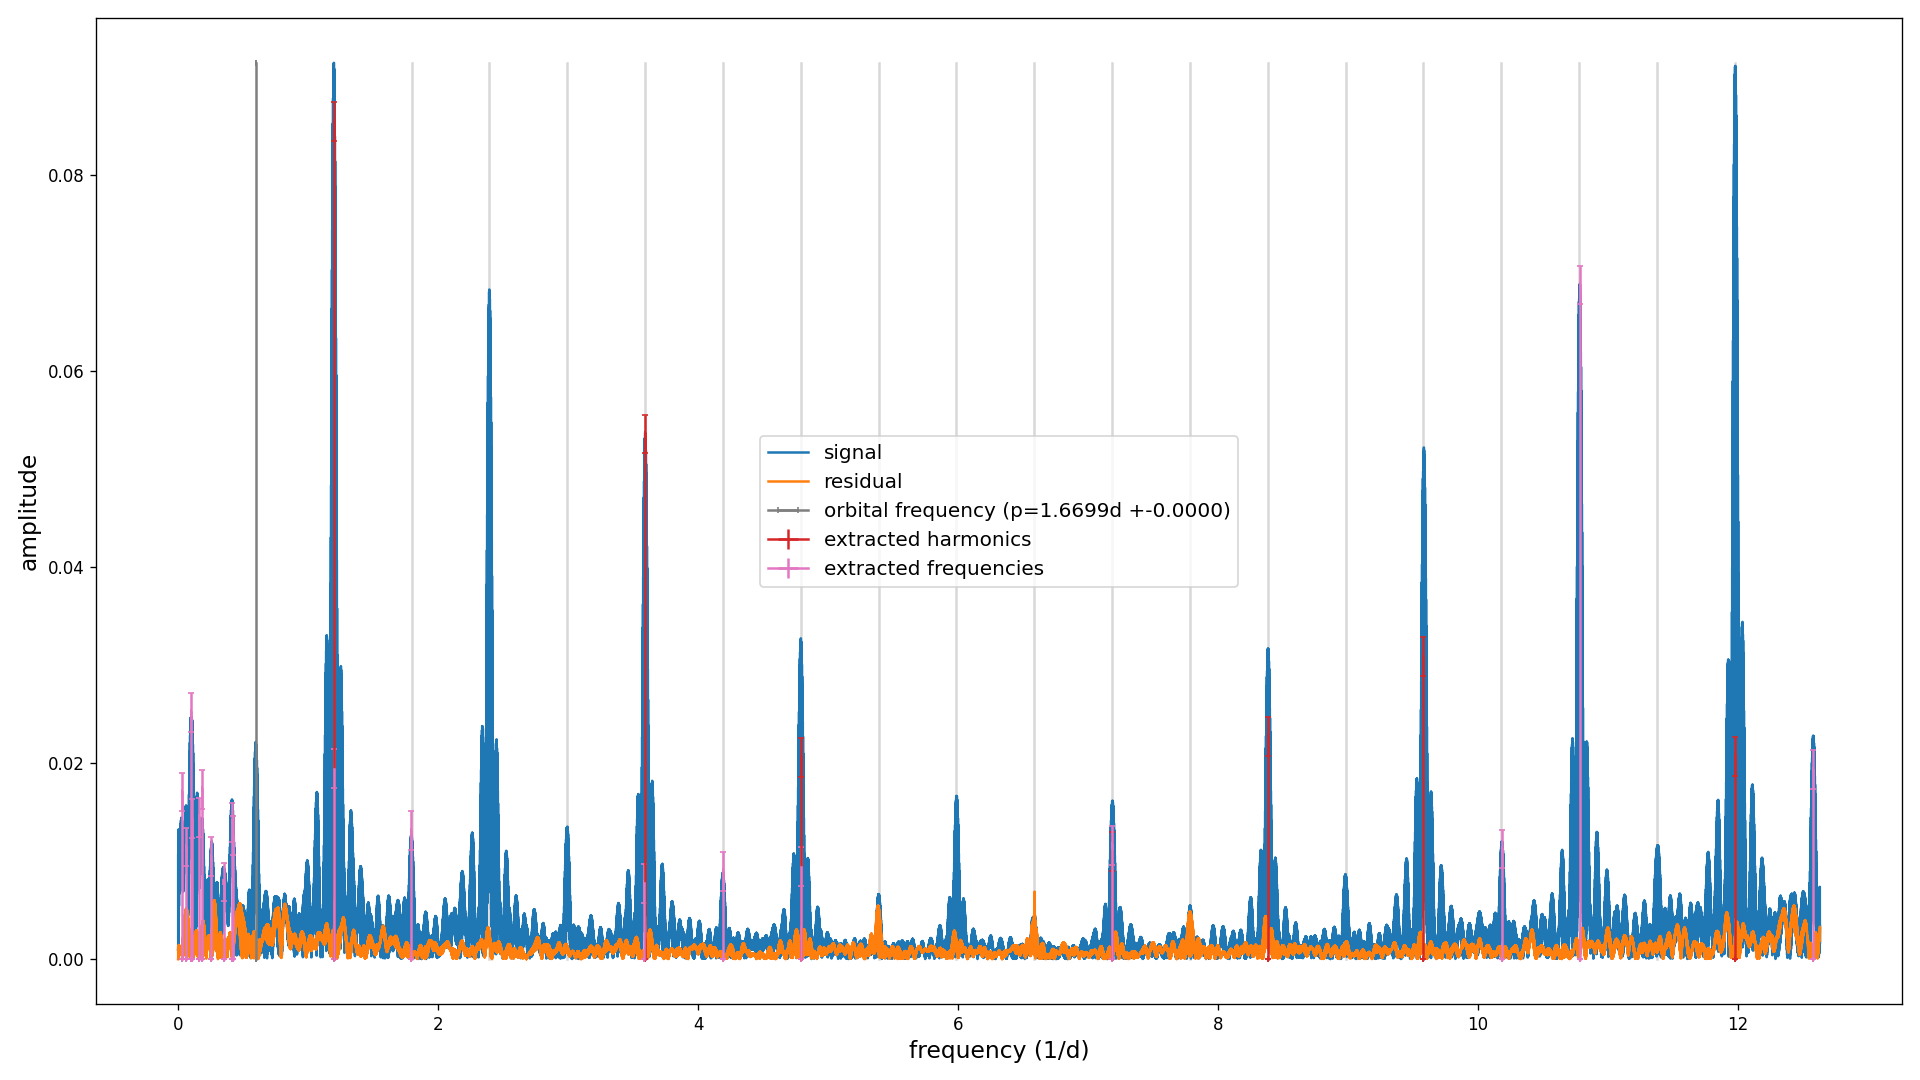 0.08
0.06
0.04
0.02
0.00
amplitude
signal
residual
orbital frequency (p=1.6699d +-0.0000)
extracted harmonics
extracted frequencies
0 2 4 6 8 10 12
frequency (1/d)